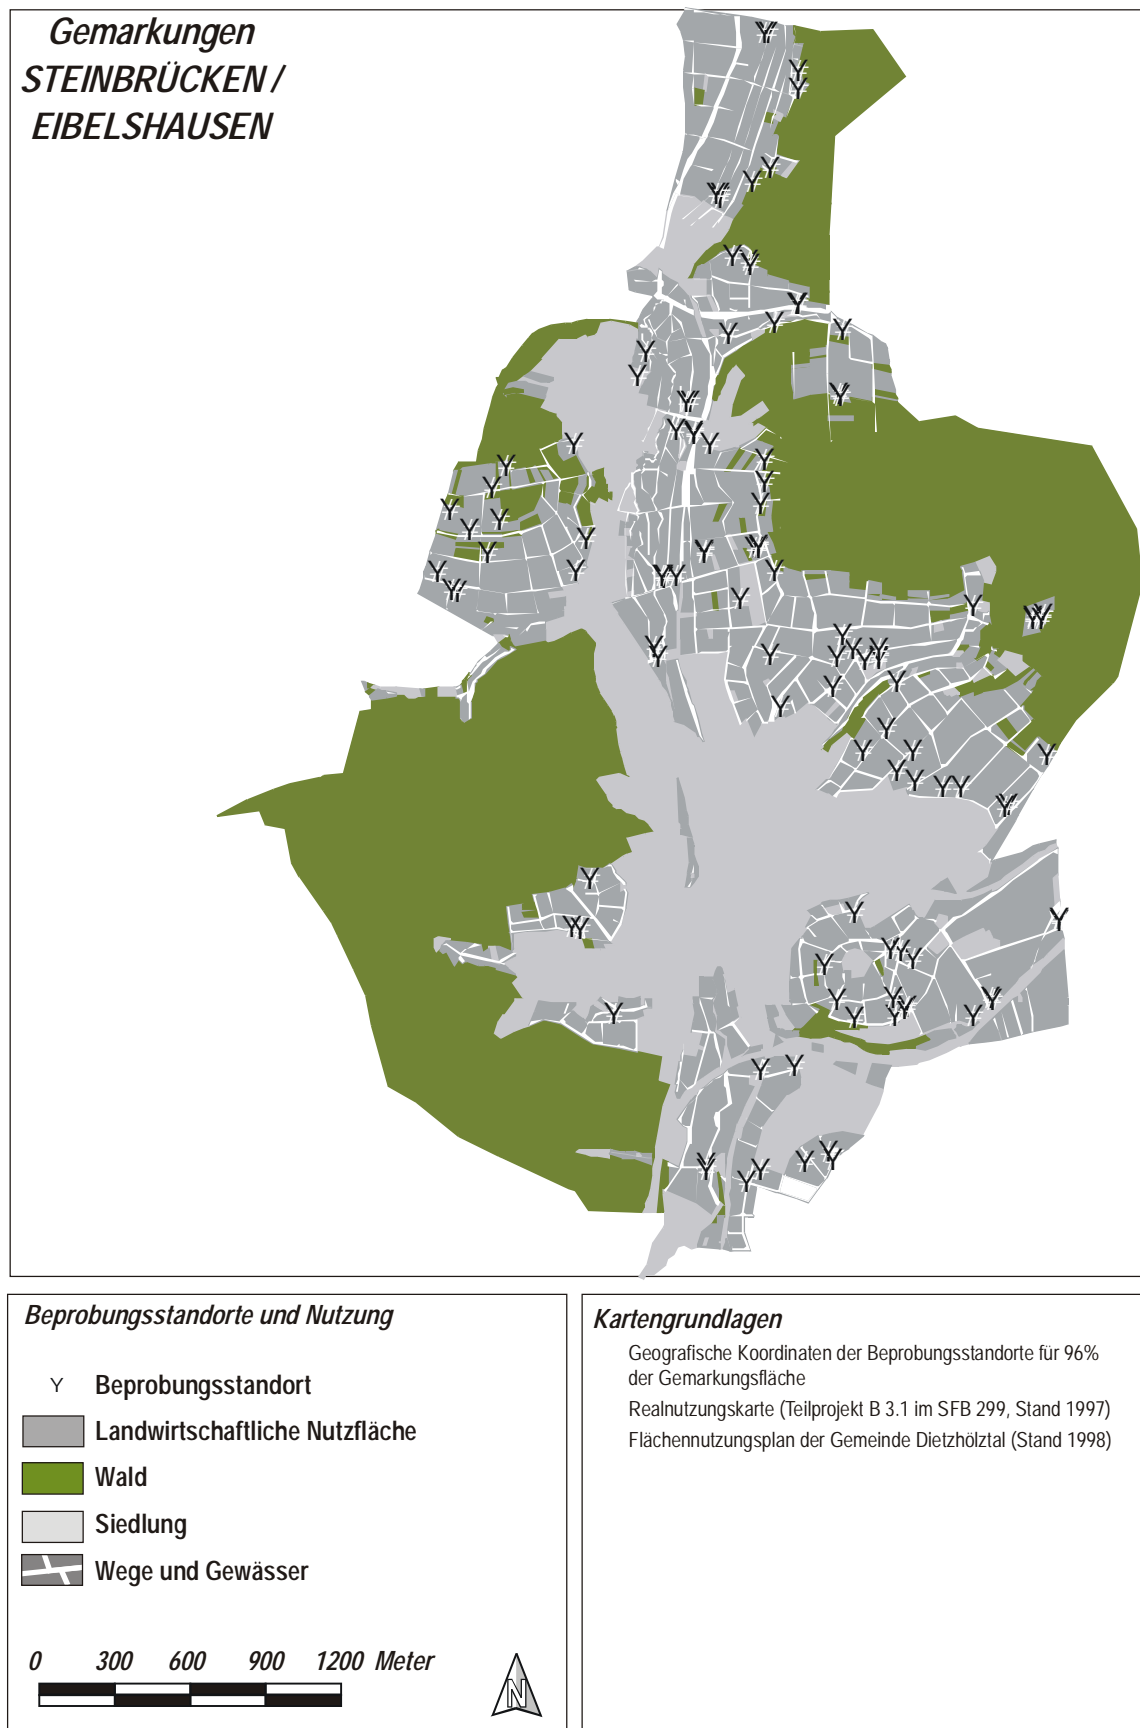 Gemarkungen
STEINBRÜCKEN /
EIBELSHAUSEN
Beprobungsstandorte und Nutzung
Y Beprobungsstandort
Landwirtschaftliche Nutzfläche
Wald
Siedlung
Wege und Gewässer
0 300 600 900 1200 Meter
N
Kartengrundlagen
Geografische Koordinaten der Beprobungsstandorte für 96%
der Gemarkungsfläche
Realnutzungskarte (Teilprojekt B 3.1 im SFB 299, Stand 1997)
Flächennutzungsplan der Gemeinde Dietzhölztal (Stand 1998)